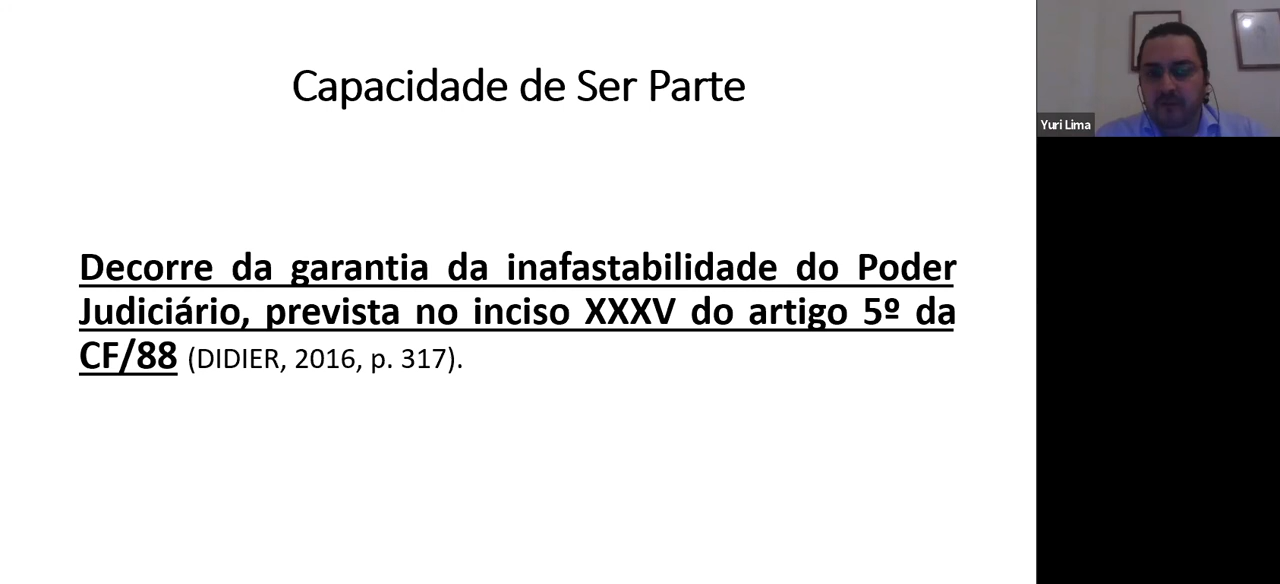 Capacidade de Ser Parte
Decorre da garantia da inafastabilidade do Poder
Judiciário, prevista no inciso XXXV do artigo 5º da
CF/88 (DIDIER, 2016, p. 317).
Yuri Lima